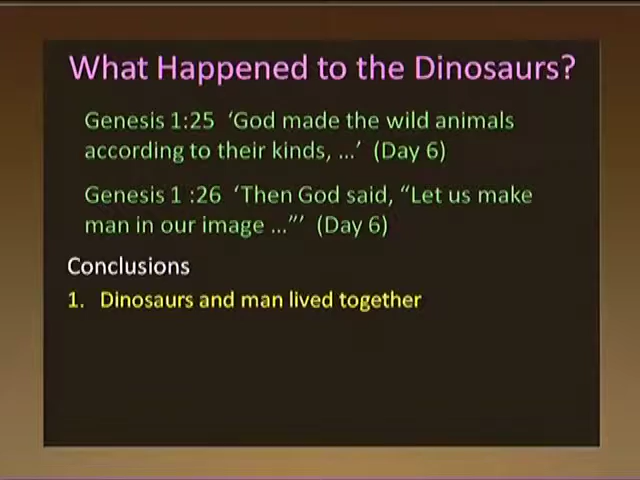 What Happened to the Dinosaurs?
Genesis 1:25 ‘God made the wild animals
according to their kinds, ...’ (Day 6)
Genesis 1 :26 ‘Then God said, “Let us make
man in our image ...”’ (Day 6)
Conclusions
1. Dinosaurs and man lived together